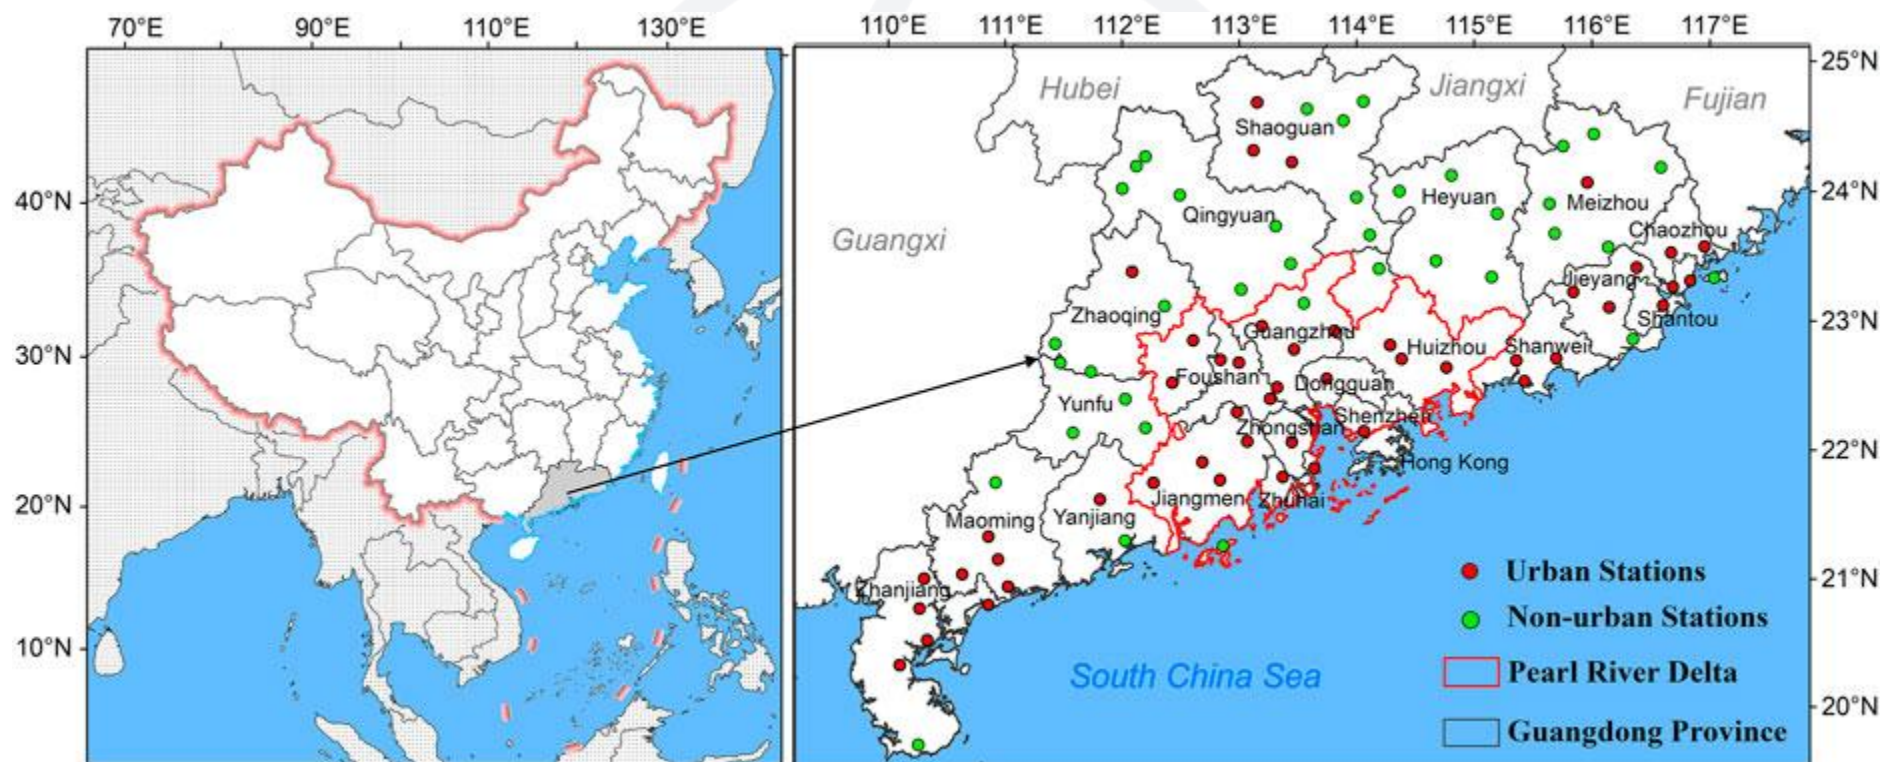 70°E 90°E 110°E 130°E
40°N
30°N
20°N
10°N
110°E 111°E 112°E 113°E 114°E 115°E 116°E 117°E
25°N
24°N
23°N
22°N
21°N
20°N
Hubei
Jiangxi
Fujian
Guangxi
Shaoguan
Qingyuan
Heyuan
Meizhou
Chaozhou
Jieyang
Shantou
Zhaoqing
Guangzhou
Huizhou
Shanwei
Foushan
Dongguan
Yunfu
Shenzhen
Zhongshan
Hong Kong
Jiangmen
Zhuhai
Maoming
Yanjiang
Zhanjiang
South China Sea
Urban Stations
Non-urban Stations
Pearl River Delta
Guangdong Province